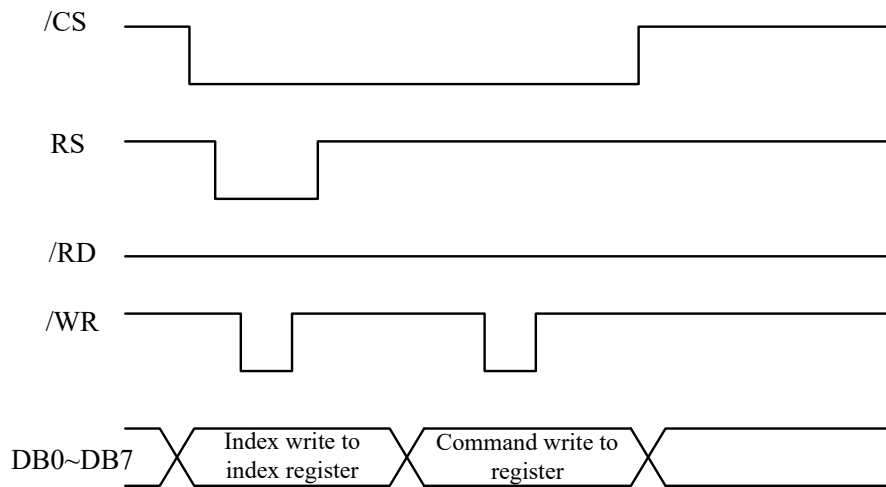 /CS
RS
/RD
/WR
DB0~DB7
Index write to
index register
Command write to
register